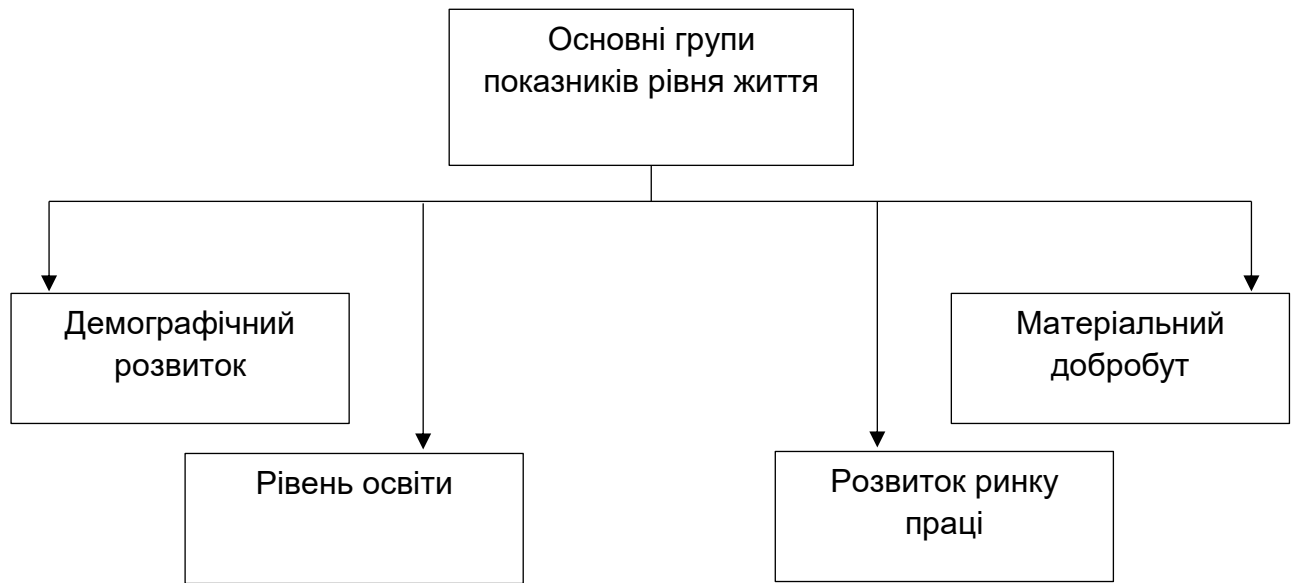 Основні групи
показників рівня життя
Демографічний
розвиток
Матеріальний
добробут
Рівень освіти
Розвиток ринку
праці